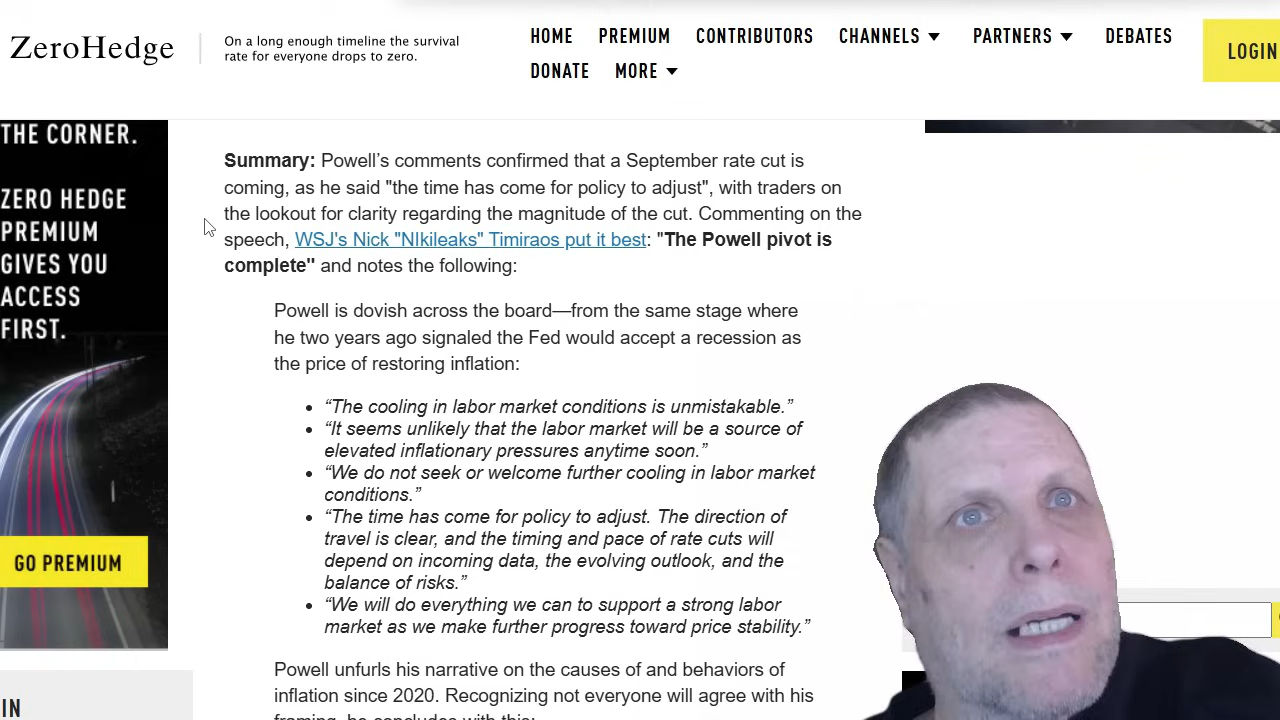 ZeroHedge
On a long enough timeline the survival
rate for everyone drops to zero.
HOME PREMIUM CONTRIBUTORS CHANNELS PARTNERS DEBATES
DONATE MORE
LOGIN
THE CORNER.
ZERO HEDGE
PREMIUM
GIVES YOU
ACCESS
FIRST.
GO PREMIUM
IN
Summary: Powell’s comments confirmed that a September rate cut is
coming, as he said "the time has come for policy to adjust", with traders on
the lookout for clarity regarding the magnitude of the cut. Commenting on the
speech, WSJ's Nick "NIkileaks" Timiraos put it best: "The Powell pivot is
complete" and notes the following:
Powell is dovish across the board—from the same stage where
he two years ago signaled the Fed would accept a recession as
the price of restoring inflation:
• “The cooling in labor market conditions is unmistakable.”
• “It seems unlikely that the labor market will be a source of
elevated inflationary pressures anytime soon.”
• “We do not seek or welcome further cooling in labor market
conditions.”
• “The time has come for policy to adjust. The direction of
travel is clear, and the timing and pace of rate cuts will
depend on incoming data, the evolving outlook, and the
balance of risks.”
• “We will do everything we can to support a strong labor
market as we make further progress toward price stability.”
Powell unfurls his narrative on the causes of and behaviors of
inflation since 2020. Recognizing not everyone will agree with his
framing, he concludes with this: